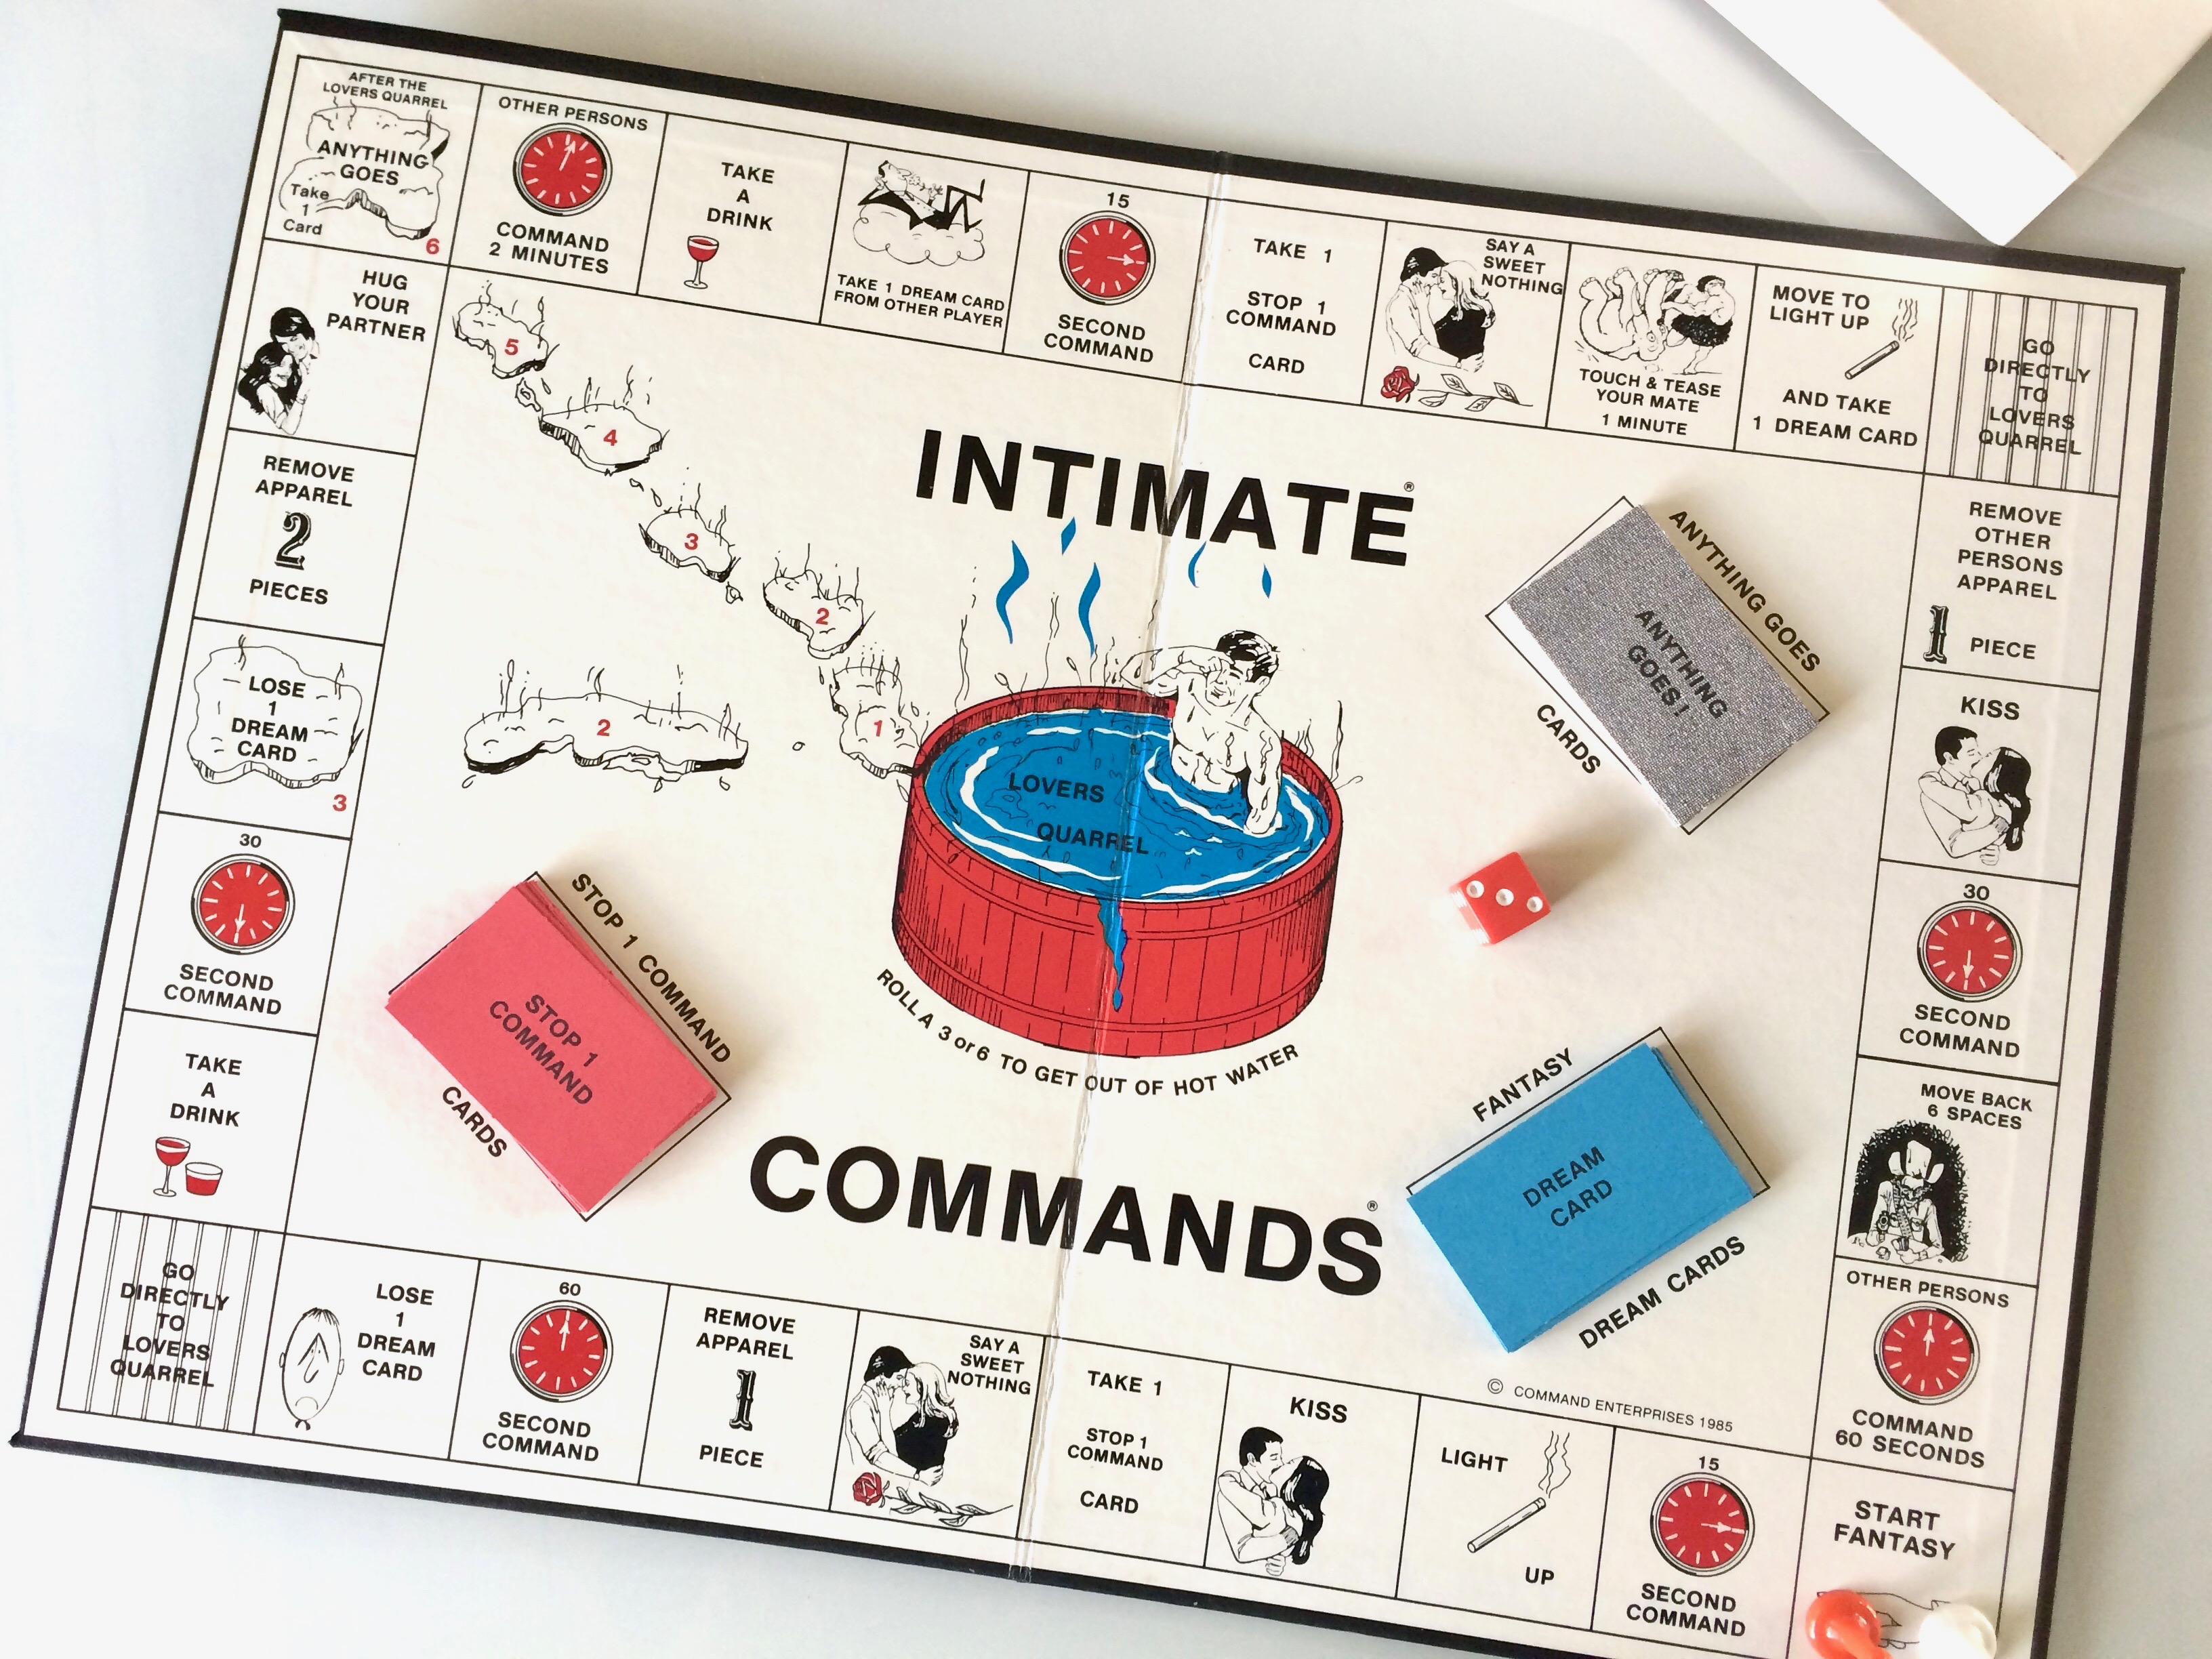 AFTER THE
LOVERS QUARREL
ANYTHING
GOES
Take
1
Card
6
OTHER PERSONS
COMMAND
2 MINUTES
TAKE
A
DRINK
TAKE 1 DREAM CARD
FROM OTHER PLAYER
15
SECOND
COMMAND
TAKE 1
STOP 1
COMMAND
CARD
SAY A
SWEET
NOTHING
TOUCH & TEASE
YOUR MATE
1 MINUTE
MOVE TO
LIGHT UP
AND TAKE
1 DREAM CARD
GO
DIRECTLY
TO
LOVERS
QUARREL
REMOVE
OTHER
PERSONS
APPAREL
1 PIECE
KISS
30
SECOND
COMMAND
MOVE BACK
6 SPACES
OTHER PERSONS
COMMAND
60 SECONDS
START
FANTASY
15
SECOND
COMMAND
LIGHT
UP
KISS
TAKE 1
STOP 1
COMMAND
CARD
SAY A
SWEET
NOTHING
REMOVE
APPAREL
1
PIECE
60
SECOND
COMMAND
LOSE
1
DREAM
CARD
GO
DIRECTLY
TO
LOVERS
QUARREL
TAKE
A
DRINK
30
SECOND
COMMAND
LOSE
1
DREAM
CARD
3
REMOVE
APPAREL
2
PIECES
HUG
YOUR
PARTNER
5
4
3
2
1
2
INTIMATE®
LOVERS
QUARREL
ROLL A 3 or 6 TO GET OUT OF HOT WATER
COMMANDS®
ANYTHING GOES
ANYTHING
GOES!
CARDS
STOP 1 COMMAND
STOP 1
COMMAND
CARDS
FANTASY
DREAM
CARD
DREAM CARDS
© COMMAND ENTERPRISES 1985